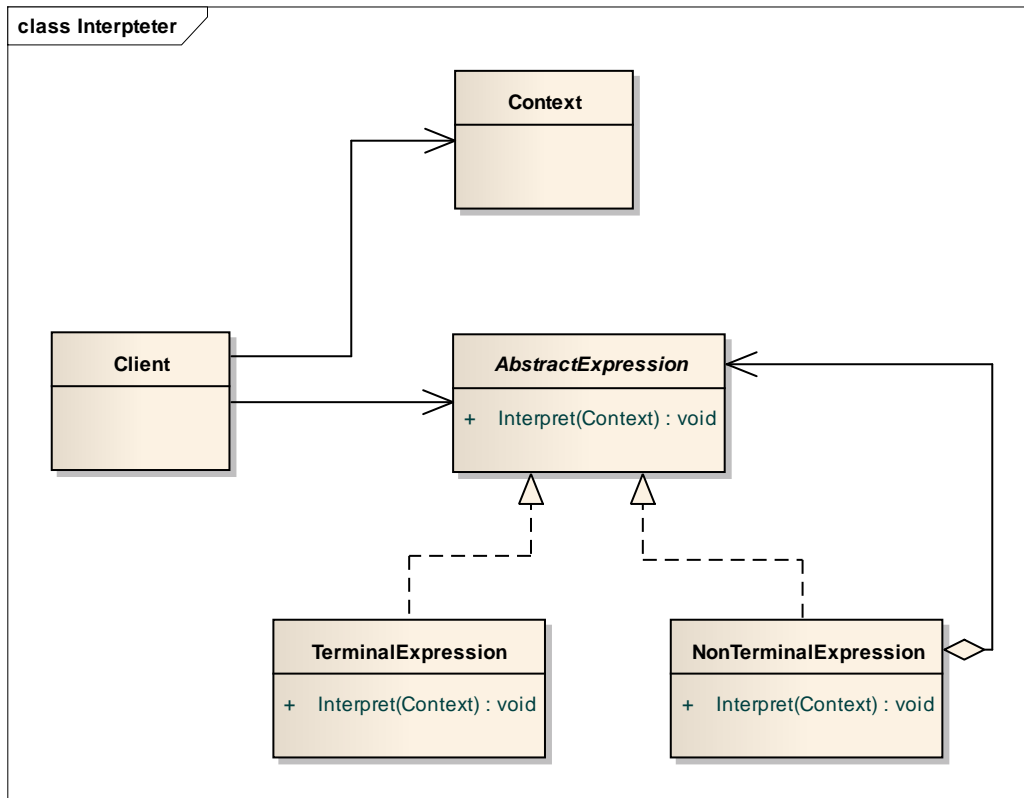 class Interpteter
Context
Client
AbstractExpression
+ Interpret(Context) : void
TerminalExpression
+ Interpret(Context) : void
NonTerminalExpression
+ Interpret(Context) : void